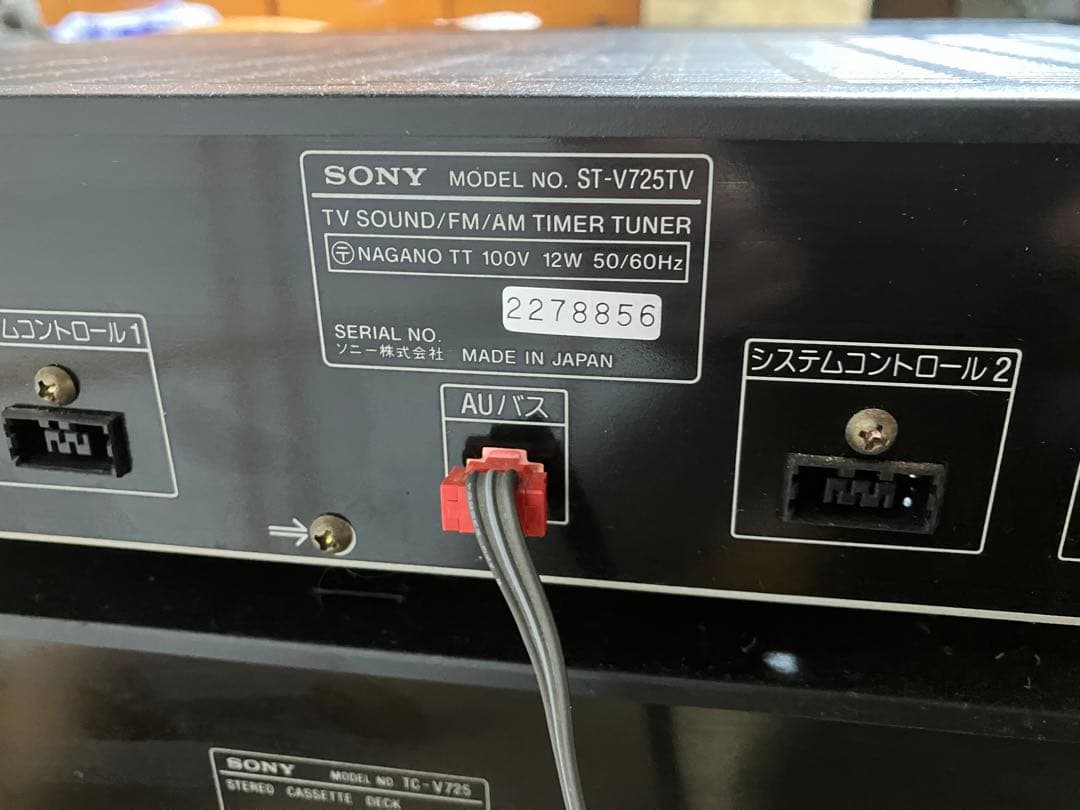 SONY MODEL NO. ST-V725TV
TV SOUND/FM/AM TIMER TUNER
〒 NAGANO TT 100V 12W 50/60Hz
2278856
SERIAL NO.
ソニー株式会社 MADE IN JAPAN
ムコントロール1
AUバス
システムコントロール2
SONY MODEL NO TC-V725
STEREO CASSETTE DECK